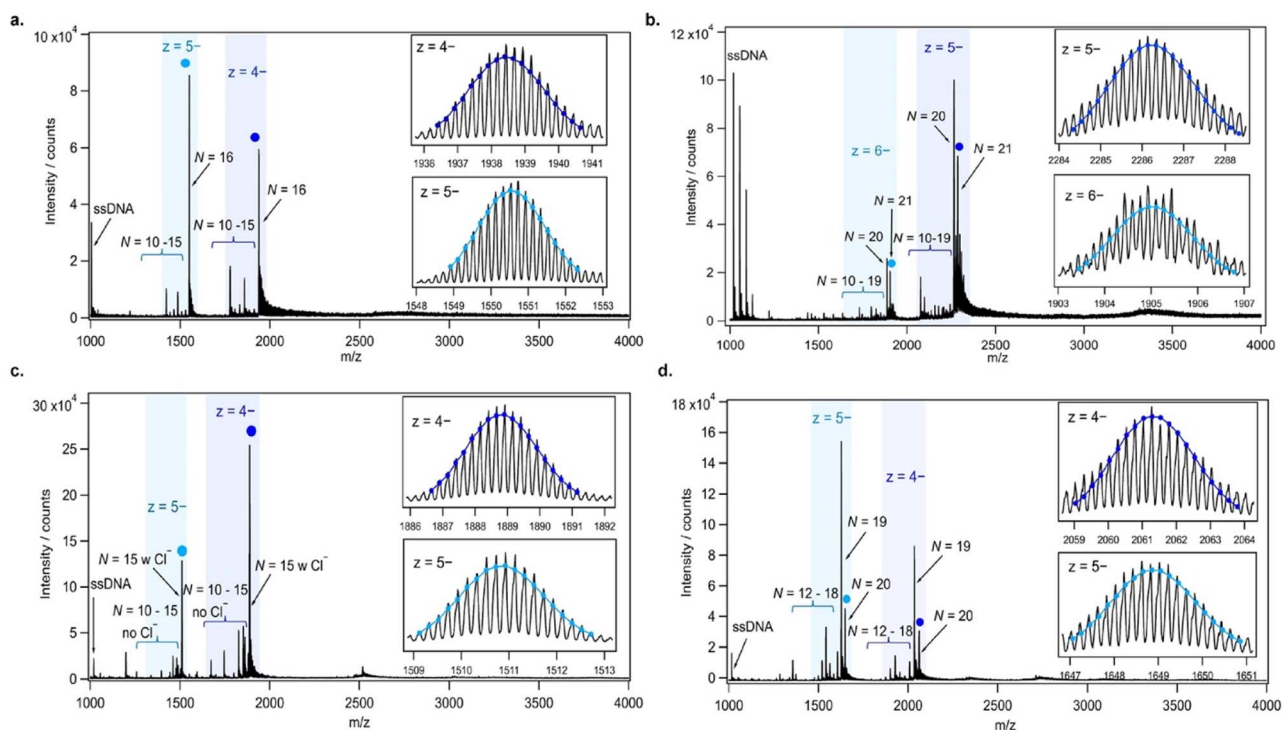 a.
10 x10⁴
8
6
4
2
0
Intensity / counts
1000 1500 2000 2500 3000 3500 4000
m/z
z = 5−
z = 4−
N = 16
N = 16
ssDNA
N = 10 -15
N = 10 -15
z = 4−
1936 1937 1938 1939 1940 1941
z = 5−
1548 1549 1550 1551 1552 1553
b.
12 x10⁴
10
8
6
4
2
0
Intensity / counts
1000 1500 2000 2500 3000 3500 4000
m/z
ssDNA
z = 5−
z = 6−
N = 20
N = 21
N = 21
N = 20
N = 10-19
N = 10 - 19
z = 5−
2284 2285 2286 2287 2288
z = 6−
1903 1904 1905 1906 1907
c.
30 x10⁴
25
20
15
10
5
0
Intensity / counts
1000 1500 2000 2500 3000 3500 4000
m/z
z = 4−
z = 5−
N = 15 w Cl⁻
N = 15 w Cl⁻
ssDNA
N = 10 - 15
no Cl⁻
N = 10 - 15
no Cl⁻
z = 4−
1886 1887 1888 1889 1890 1891 1892
z = 5−
1509 1510 1511 1512 1513
d.
18 x10⁴
16
14
12
10
8
6
4
2
0
Intensity / counts
1000 1500 2000 2500 3000 3500 4000
m/z
z = 5−
z = 4−
N = 19
N = 19
N = 20
N = 20
N = 12 - 18
N = 12 - 18
ssDNA
z = 4−
2059 2060 2061 2062 2063 2064
z = 5−
1647 1648 1649 1650 1651